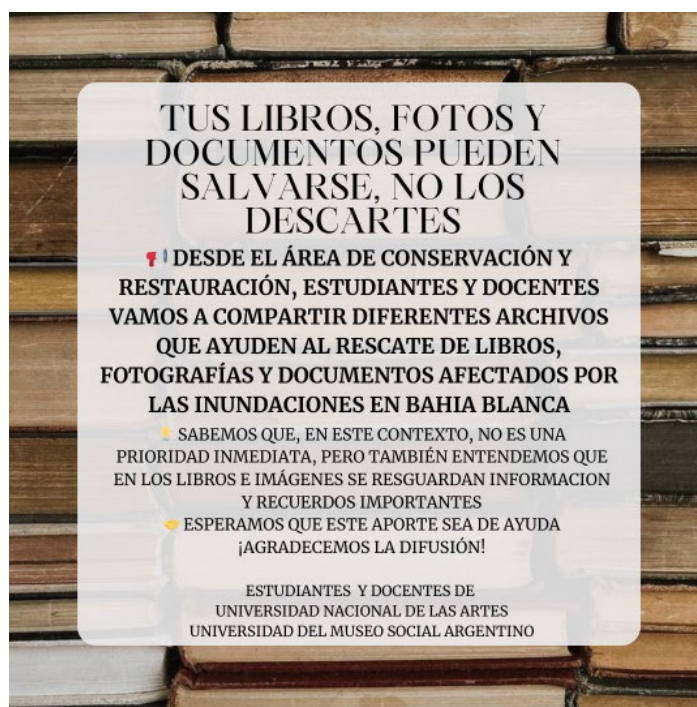 TUS LIBROS, FOTOS Y
DOCUMENTOS PUEDEN
SALVARSE, NO LOS
DESCARTES
📢 DESDE EL ÁREA DE CONSERVACIÓN Y
RESTAURACIÓN, ESTUDIANTES Y DOCENTES
VAMOS A COMPARTIR DIFERENTES ARCHIVOS
QUE AYUDEN AL RESCATE DE LIBROS,
FOTOGRAFÍAS Y DOCUMENTOS AFECTADOS POR
LAS INUNDACIONES EN BAHIA BLANCA
SABEMOS QUE, EN ESTE CONTEXTO, NO ES UNA
PRIORIDAD INMEDIATA, PERO TAMBIÉN ENTENDEMOS QUE
EN LOS LIBROS E IMÁGENES SE RESGUARDAN INFORMACION
Y RECUERDOS IMPORTANTES
ESPERAMOS QUE ESTE APORTE SEA DE AYUDA
¡AGRADECEMOS LA DIFUSIÓN!
ESTUDIANTES Y DOCENTES DE
UNIVERSIDAD NACIONAL DE LAS ARTES
UNIVERSIDAD DEL MUSEO SOCIAL ARGENTINO